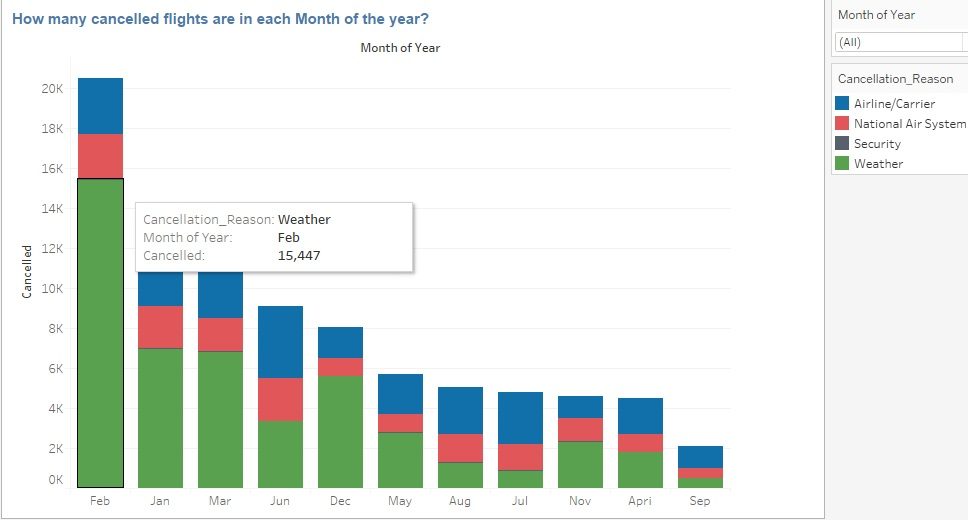 How many cancelled flights are in each Month of the year?
Month of Year
Cancelled
20K
18K
16K
14K
12K
10K
8K
6K
4K
2K
0K
Cancellation_Reason: Weather
Month of Year: Feb
Cancelled: 15,447
Feb Jan Mar Jun Dec May Aug Jul Nov Apri Sep
Month of Year
(All)
Cancellation_Reason
Airline/Carrier
National Air System
Security
Weather